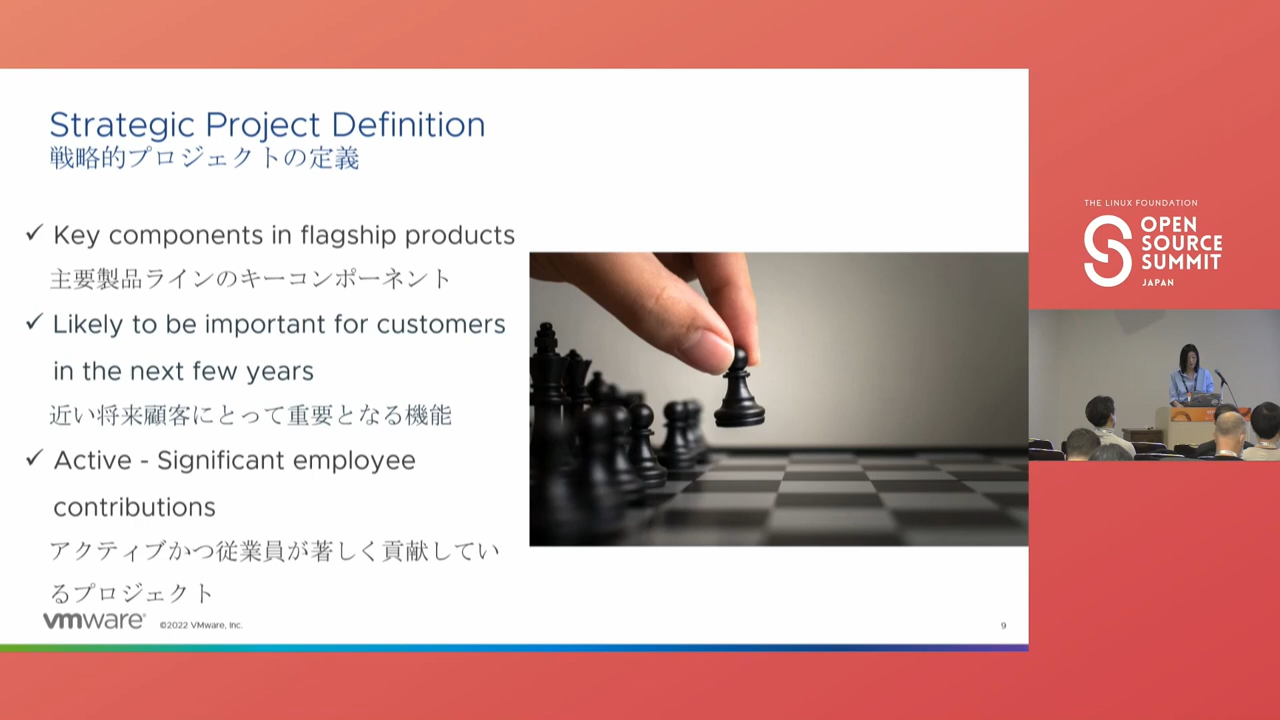 Strategic Project Definition
戦略的プロジェクトの定義
✓ Key components in flagship products
主要製品ラインのキーコンポーネント
✓ Likely to be important for customers
in the next few years
近い将来顧客にとって重要となる機能
✓ Active - Significant employee
contributions
アクティブかつ従業員が著しく貢献してい
るプロジェクト
vmware®
©2022 VMware, Inc.
9
THE LINUX FOUNDATION
OPEN
SOURCE
SUMMIT
JAPAN